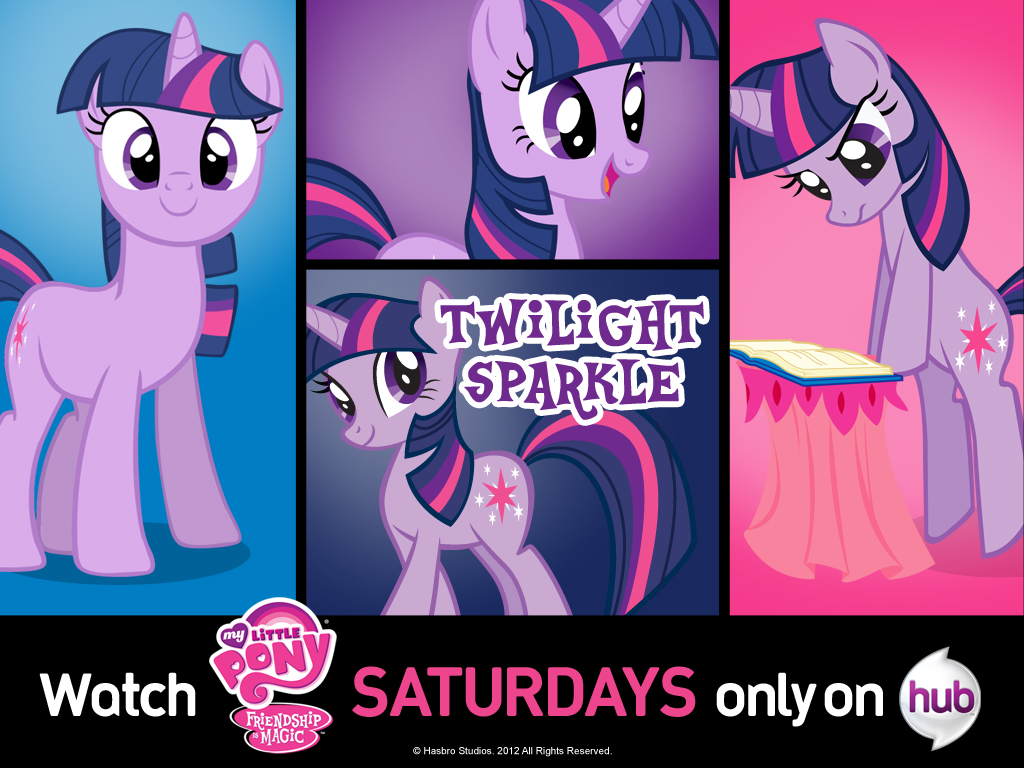 TWiLiGHT
SPARKLE
Watch my LiTTLE PONY FRiENDSHiP iS MAGiC SATURDAYS only on hub
© Hasbro Studios. 2012 All Rights Reserved.